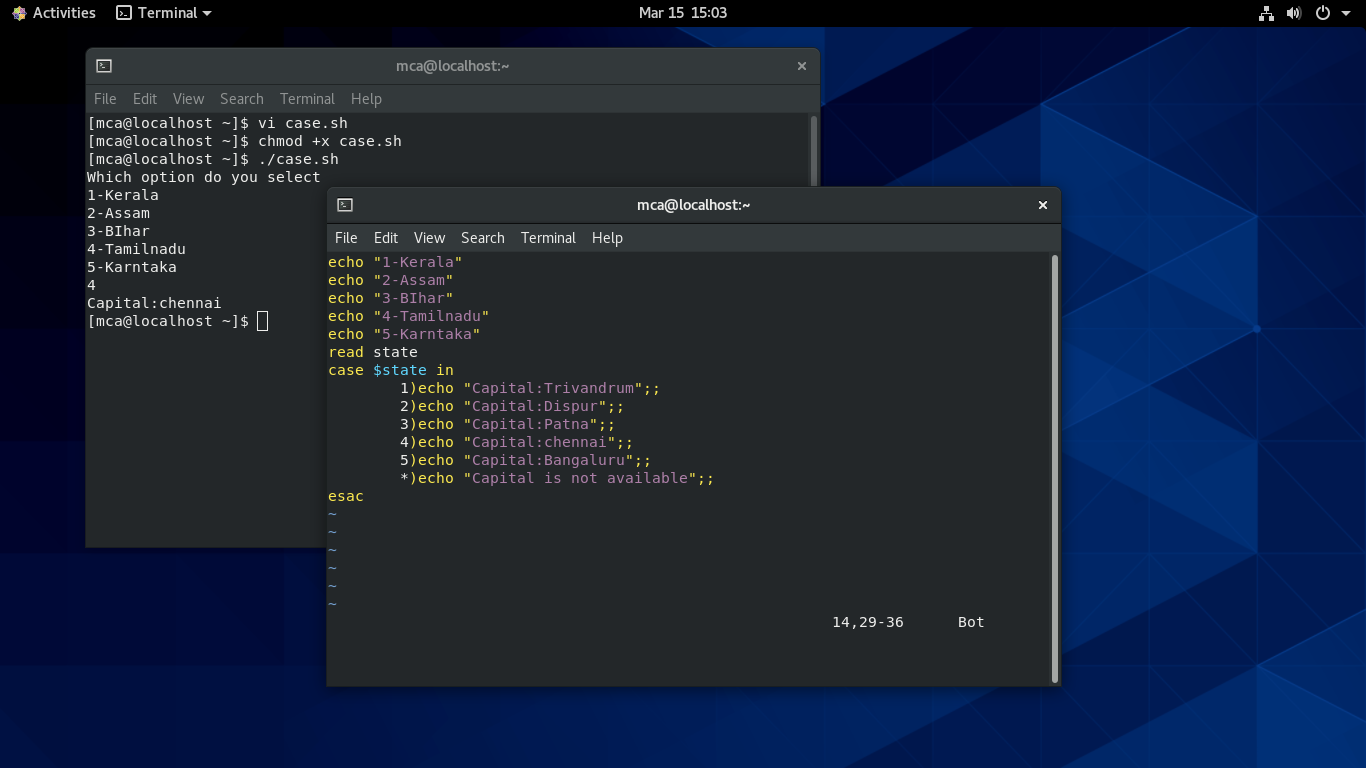 Activities Terminal Mar 15 15:03
mca@localhost:~
File Edit View Search Terminal Help
[mca@localhost ~]$ vi case.sh
[mca@localhost ~]$ chmod +x case.sh
[mca@localhost ~]$ ./case.sh
Which option do you select
1-Kerala
2-Assam
3-BIhar
4-Tamilnadu
5-Karntaka
4
Capital:chennai
[mca@localhost ~]$
mca@localhost:~
File Edit View Search Terminal Help
echo "1-Kerala"
echo "2-Assam"
echo "3-BIhar"
echo "4-Tamilnadu"
echo "5-Karntaka"
read state
case $state in
        1)echo "Capital:Trivandrum";;
        2)echo "Capital:Dispur";;
        3)echo "Capital:Patna";;
        4)echo "Capital:chennai";;
        5)echo "Capital:Bangaluru";;
        *)echo "Capital is not available";;
esac
~
~
~
~
~
~
14,29-36 Bot